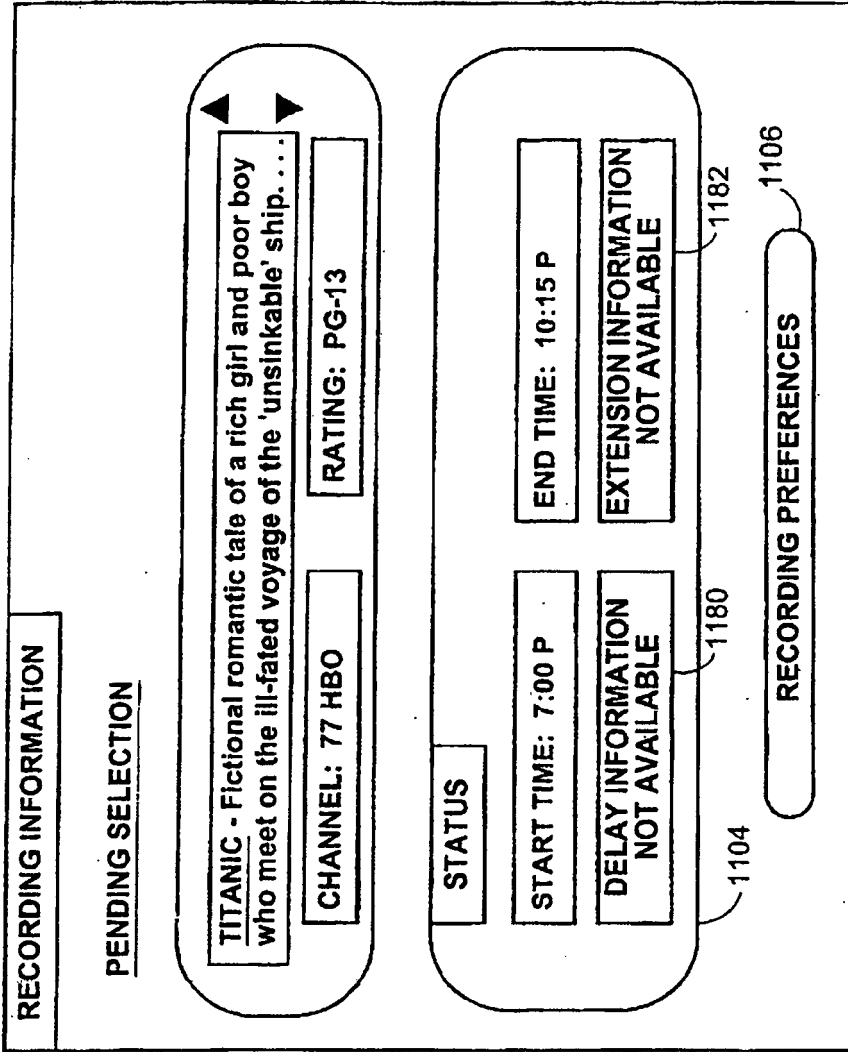 RECORDING INFORMATION
PENDING SELECTION
TITANIC - Fictional romantic tale of a rich girl and poor boy
who meet on the ill-fated voyage of the 'unsinkable' ship. . . .
CHANNEL: 77 HBO
RATING: PG-13
STATUS
START TIME: 7:00 P
END TIME: 10:15 P
DELAY INFORMATION
NOT AVAILABLE
EXTENSION INFORMATION
NOT AVAILABLE
1104
1180
1182
RECORDING PREFERENCES
1106